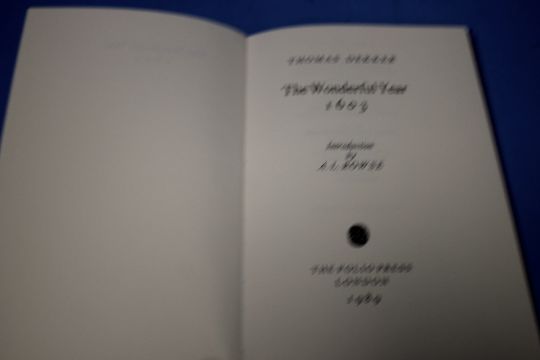 THOMAS DEKKER
The Wonderful Year
1603
Introduction
by
A. L. ROWSE
THE FOLIO PRESS
LONDON
1989